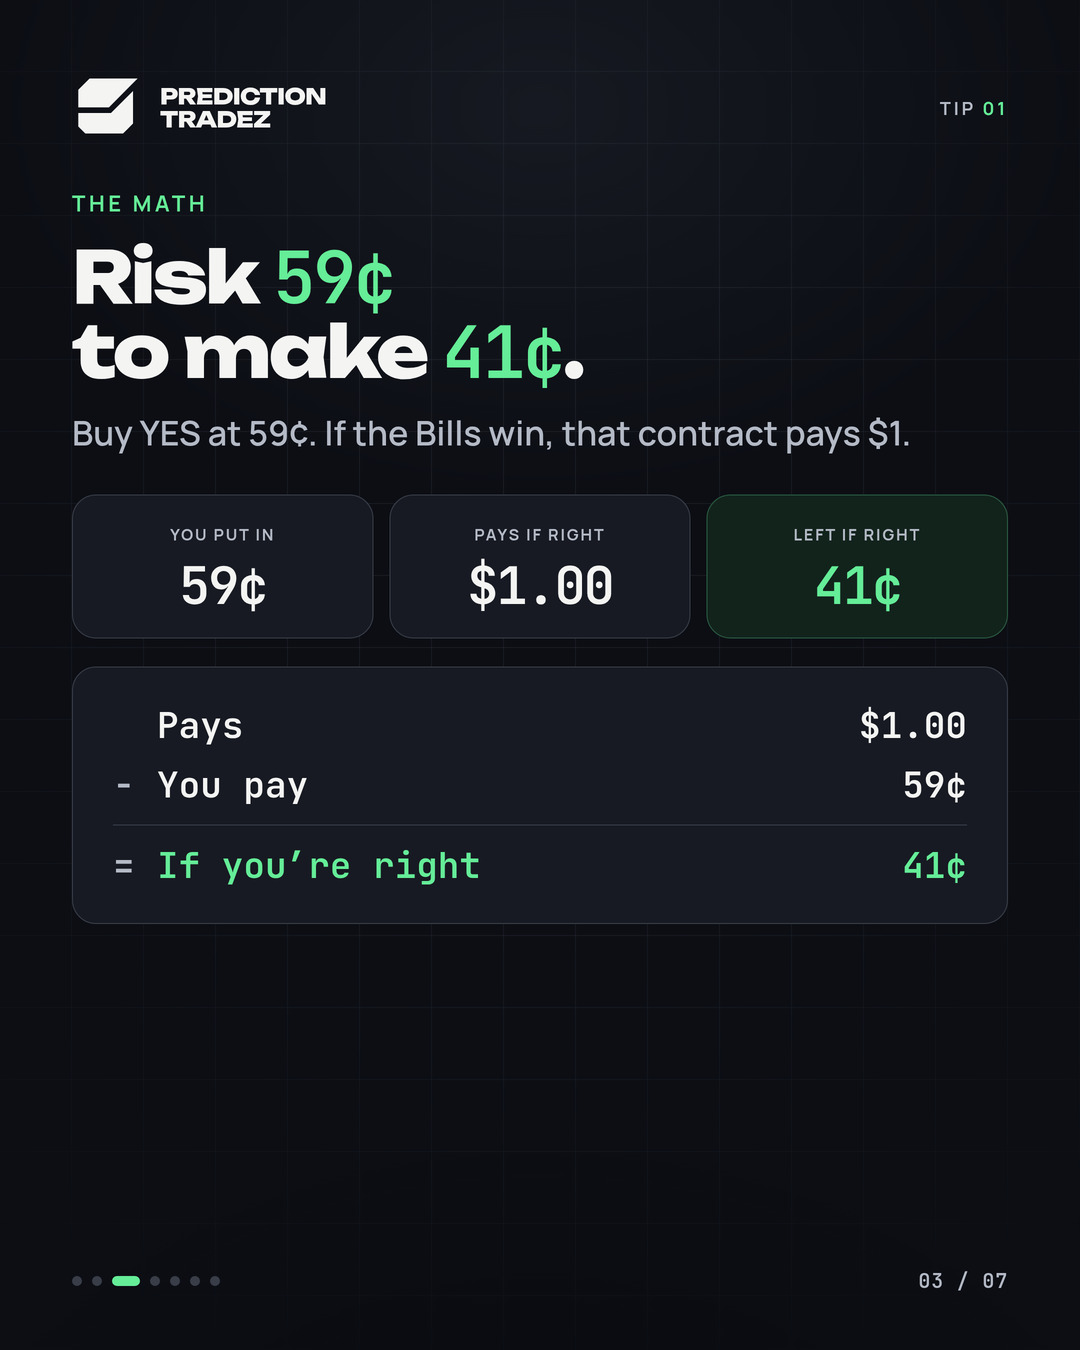 PREDICTION
TRADEZ
TIP 01
THE MATH
Risk 59¢
to make 41¢.
Buy YES at 59¢. If the Bills win, that contract pays $1.
YOU PUT IN
59¢
PAYS IF RIGHT
$1.00
LEFT IF RIGHT
41¢
Pays $1.00
- You pay 59¢
= If you’re right 41¢
03 / 07